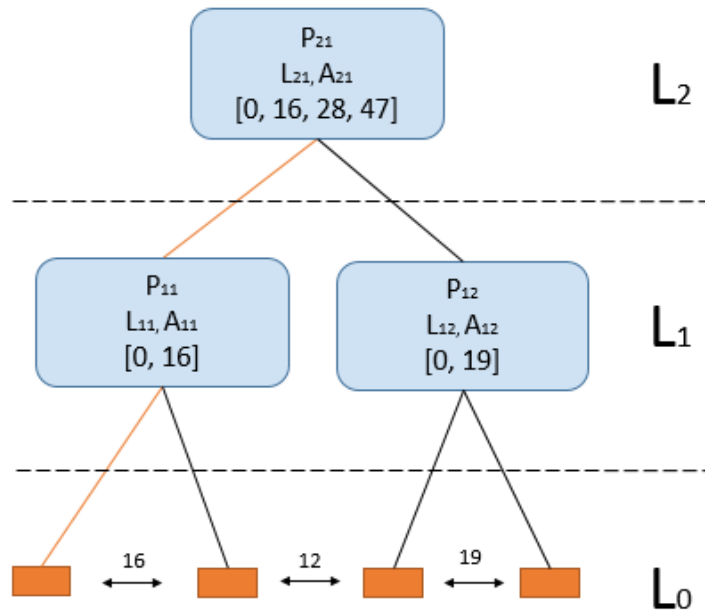 P₂₁
L₂₁, A₂₁
[0, 16, 28, 47]
L₂
P₁₁
L₁₁, A₁₁
[0, 16]
P₁₂
L₁₂, A₁₂
[0, 19]
L₁
16
12
19
L₀